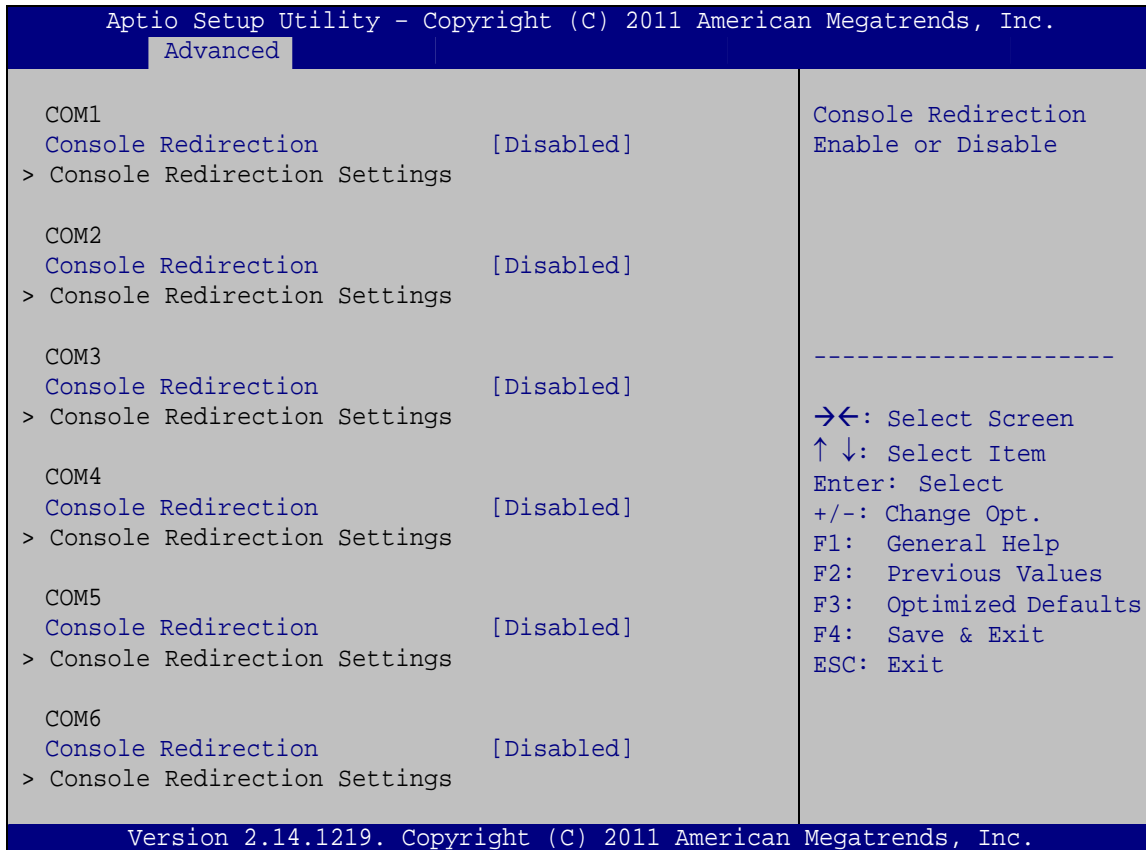 Aptio Setup Utility – Copyright (C) 2011 American Megatrends, Inc.
Advanced
COM1
Console Redirection [Disabled]
> Console Redirection Settings
COM2
Console Redirection [Disabled]
> Console Redirection Settings
COM3
Console Redirection [Disabled]
> Console Redirection Settings
COM4
Console Redirection [Disabled]
> Console Redirection Settings
COM5
Console Redirection [Disabled]
> Console Redirection Settings
COM6
Console Redirection [Disabled]
> Console Redirection Settings
Console Redirection
Enable or Disable
---------------------
→←: Select Screen
↑ ↓: Select Item
Enter: Select
+/-: Change Opt.
F1: General Help
F2: Previous Values
F3: Optimized Defaults
F4: Save & Exit
ESC: Exit
Version 2.14.1219. Copyright (C) 2011 American Megatrends, Inc.